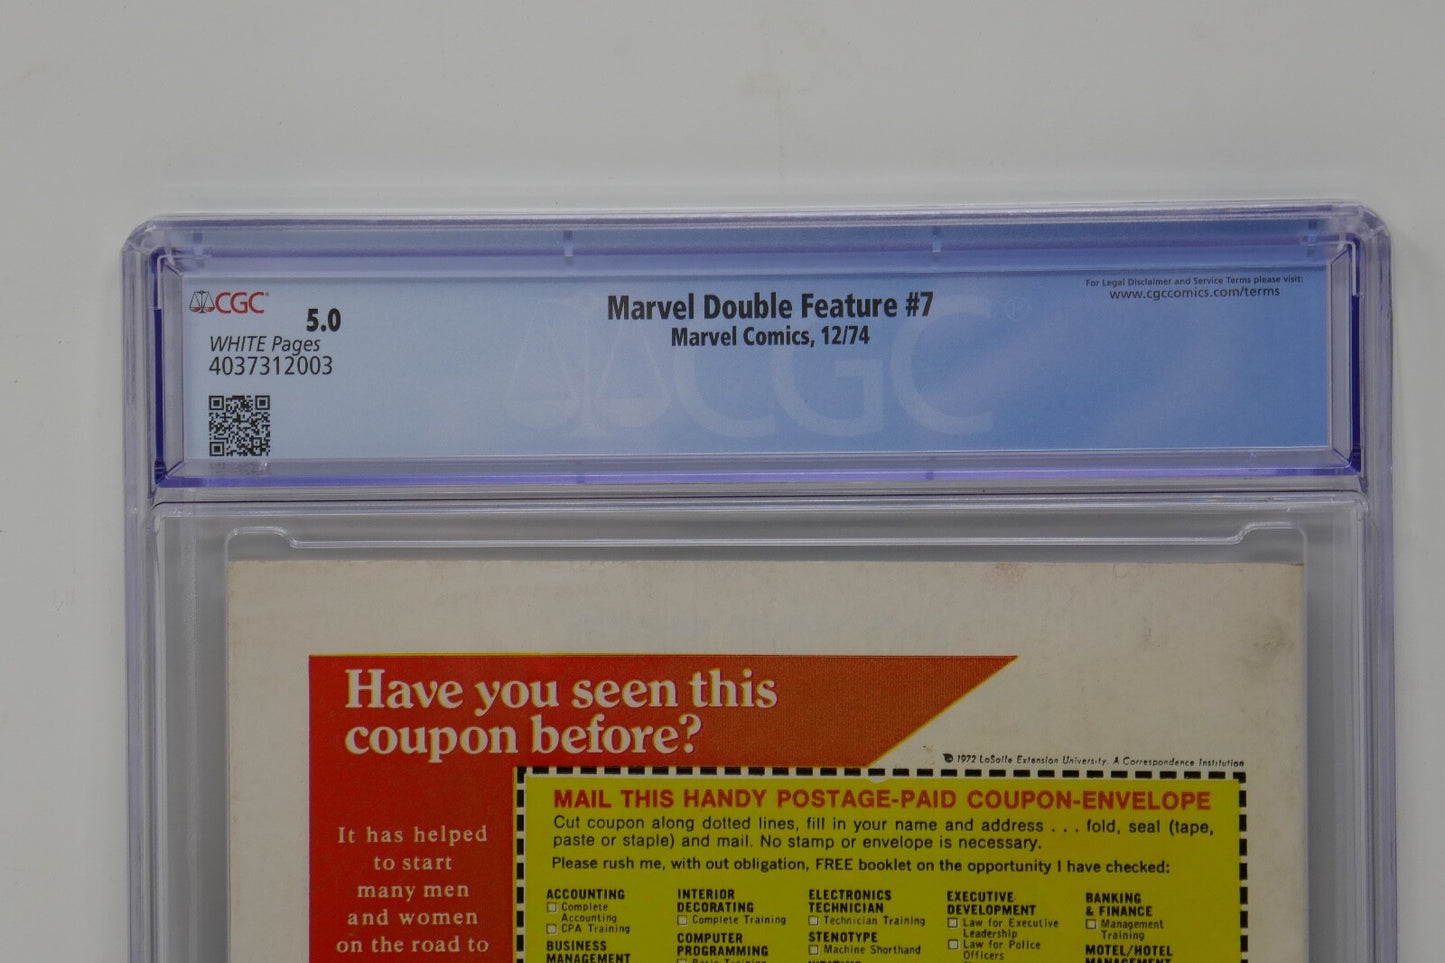 CGC
5.0
WHITE Pages
4037312003
Marvel Double Feature #7
Marvel Comics, 12/74
For Legal Disclaimer and Service Terms please visit:
www.cgccomics.com/terms
CGC
Have you seen this
coupon before?
1972 LaSalle Extension University. A Correspondence Institution
It has helped
to start
many men
and women
on the road to
MAIL THIS HANDY POSTAGE-PAID COUPON-ENVELOPE
Cut coupon along dotted lines, fill in your name and address . . . fold, seal (tape,
paste or staple) and mail. No stamp or envelope is necessary.
Please rush me, with out obligation, FREE booklet on the opportunity I have checked:
ACCOUNTING
Complete
Accounting
CPA Training
BUSINESS
MANAGEMENT
INTERIOR
DECORATING
Complete Training
COMPUTER
PROGRAMMING
Basic Training
ELECTRONICS
TECHNICIAN
Technician Training
STENOTYPE
Machine Shorthand
EXECUTIVE
DEVELOPMENT
Law for Executive
Leadership
Law for Police
Officers
BANKING
& FINANCE
Management
Training
MOTEL/HOTEL
MANAGEMENT